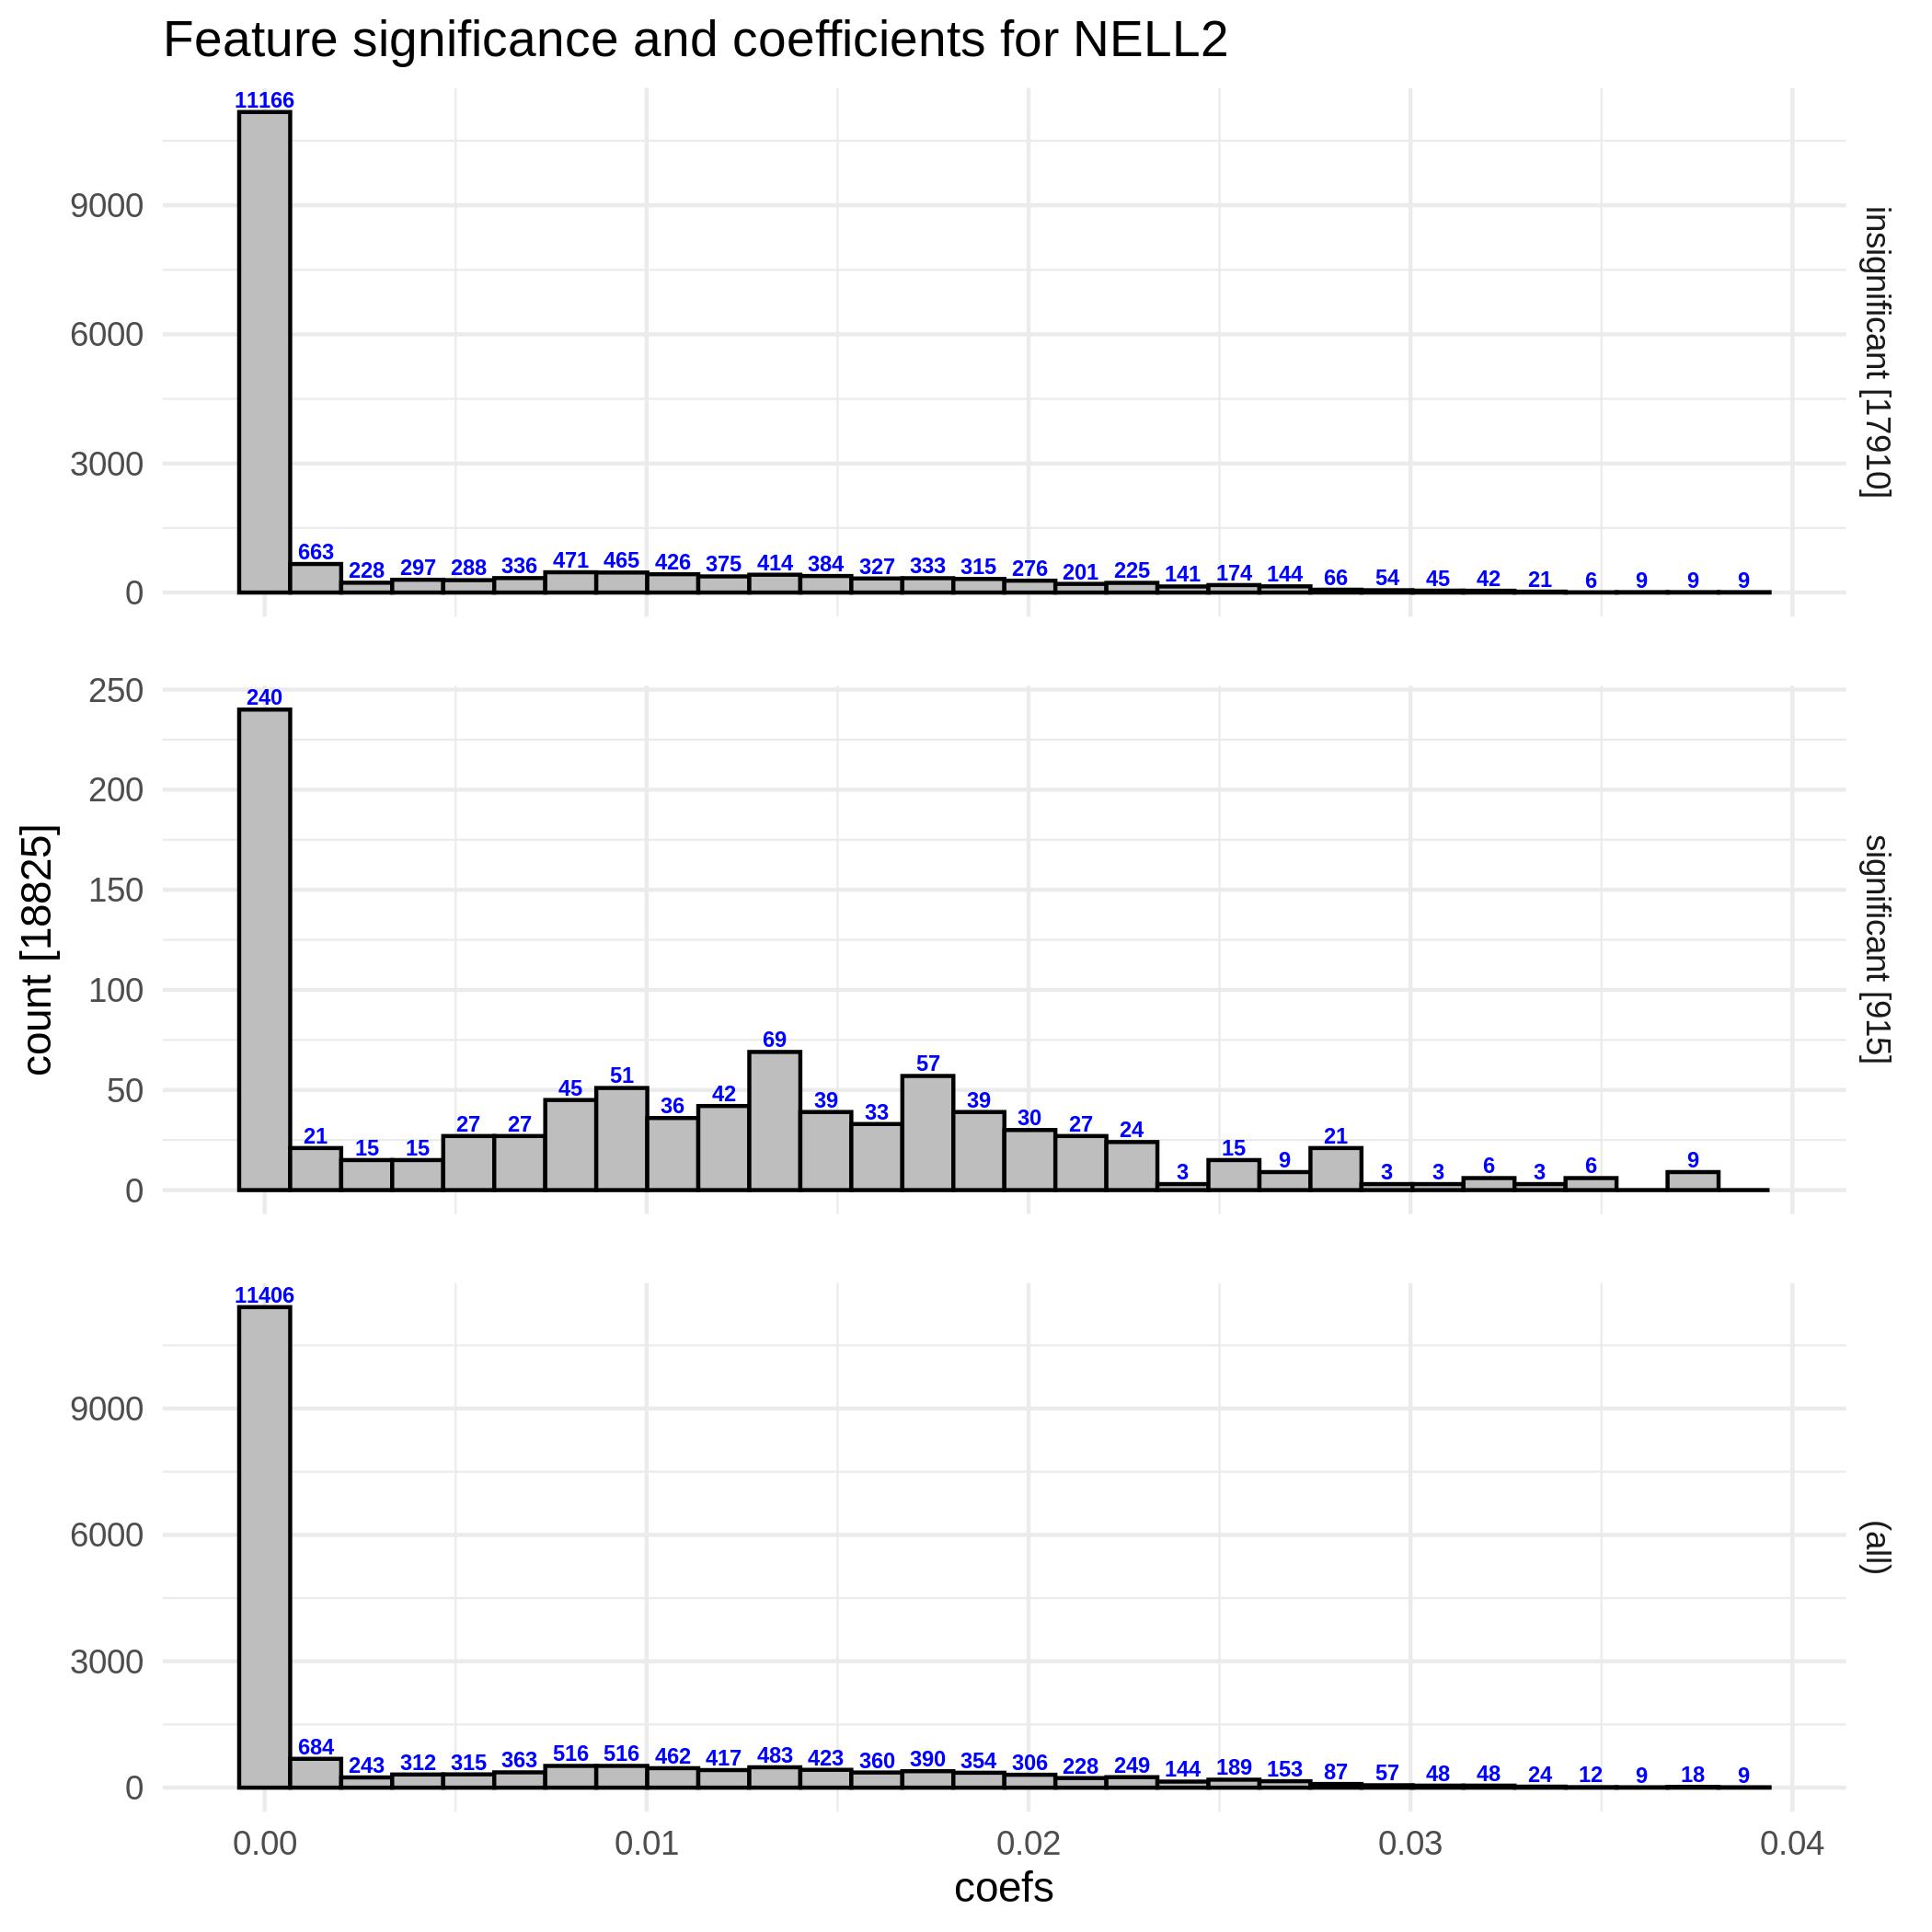 Feature significance and coefficients for NELL2
11166
663 228 297 288 336 471 465 426 375 414 384 327 333 315 276 201 225 141 174 144 66 54 45 42 21 6 9 9 9
9000
6000
3000
0
insignificant [17910]
240
21 15 15 27 27 45 51 36 42 69 39 33 57 39 30 27 24 3 15 9 21 3 3 6 3 6 9
250
200
150
100
50
0
significant [915]
count [18825]
11406
684 243 312 315 363 516 516 462 417 483 423 360 390 354 306 228 249 144 189 153 87 57 48 48 24 12 9 18 9
9000
6000
3000
0
(all)
0.00 0.01 0.02 0.03 0.04
coefs